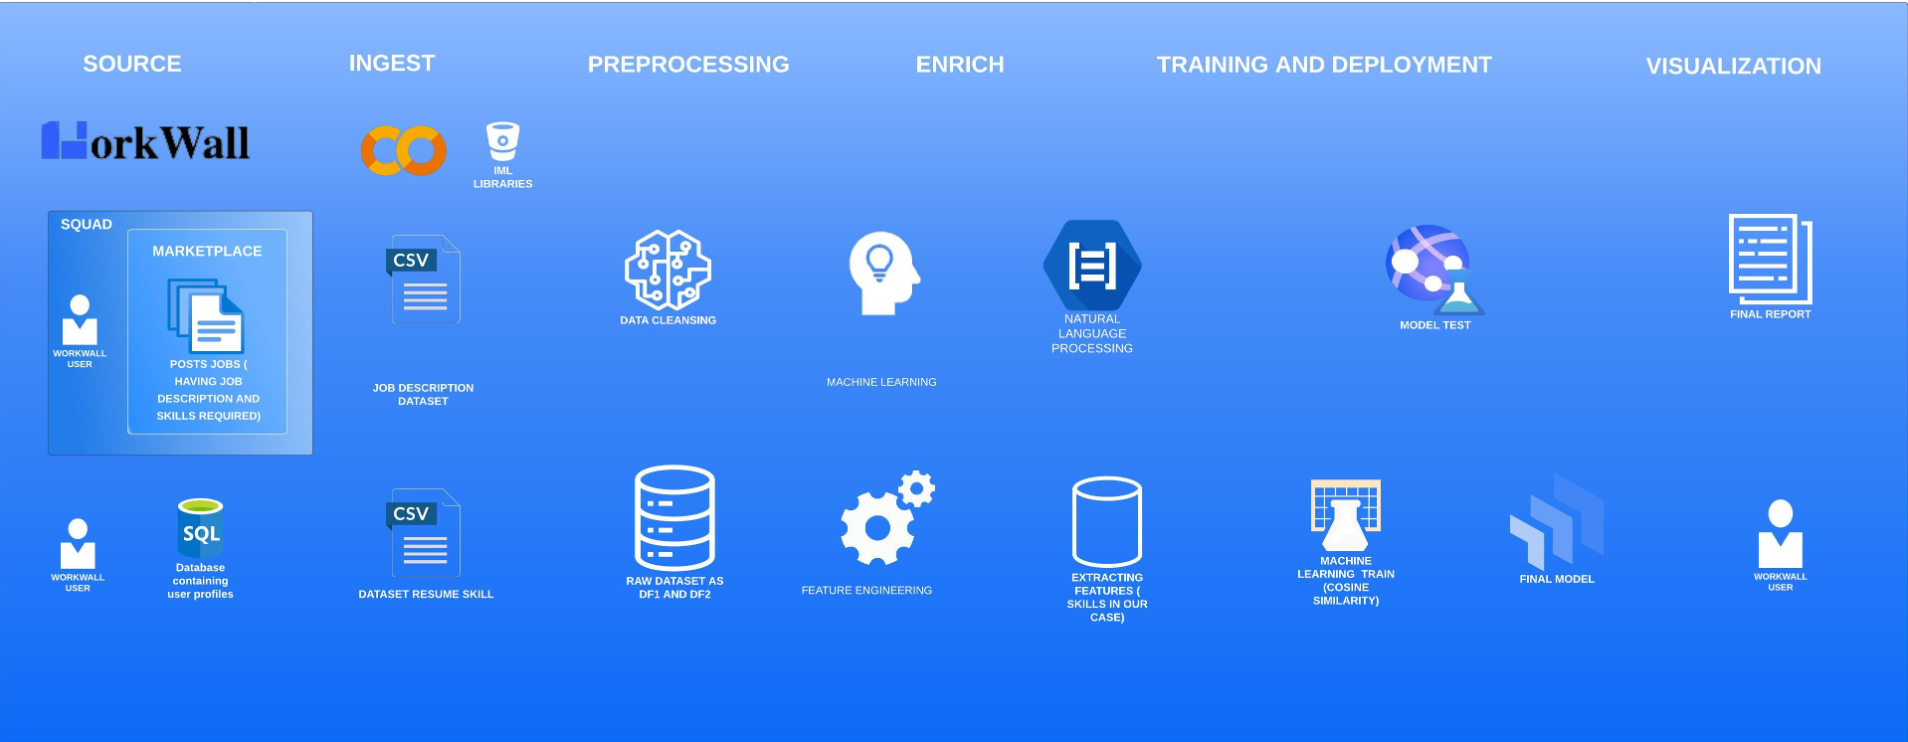 SOURCE
INGEST
PREPROCESSING
ENRICH
TRAINING AND DEPLOYMENT
VISUALIZATION
orkWall
IML
LIBRARIES
SQUAD
MARKETPLACE
WORKWALL
USER
POSTS JOBS (
HAVING JOB
DESCRIPTION AND
SKILLS REQUIRED)
CSV
JOB DESCRIPTION
DATASET
DATA CLEANSING
MACHINE LEARNING
NATURAL
LANGUAGE
PROCESSING
MODEL TEST
FINAL REPORT
WORKWALL
USER
SQL
Database
containing
user profiles
CSV
DATASET RESUME SKILL
RAW DATASET AS
DF1 AND DF2
FEATURE ENGINEERING
EXTRACTING
FEATURES (
SKILLS IN OUR
CASE)
MACHINE
LEARNING TRAIN
(COSINE
SIMILARITY)
FINAL MODEL
WORKWALL
USER